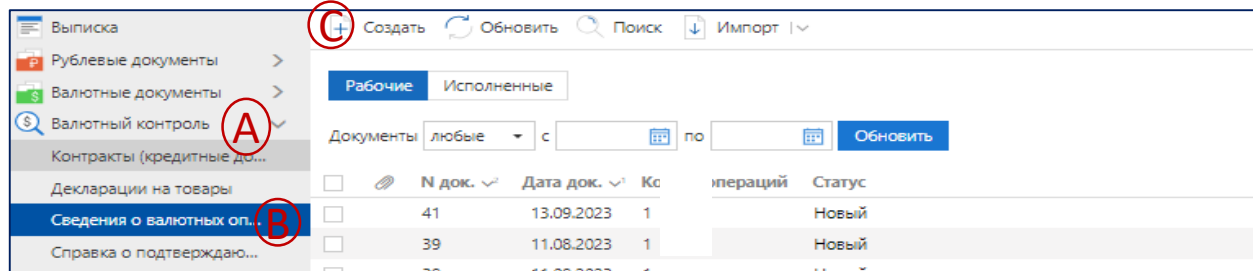 Выписка
Рублевые документы
Валютные документы
Валютный контроль
A
Контракты (кредитные до...
Декларации на товары
Сведения о валютных оп...
B
Справка о подтверждаю...
C
Создать Обновить Поиск Импорт
Рабочие Исполненные
Документы любые с по Обновить
N док. 2 Дата док. 1 Статус
41 13.09.2023 1 Новый
39 11.08.2023 1 Новый